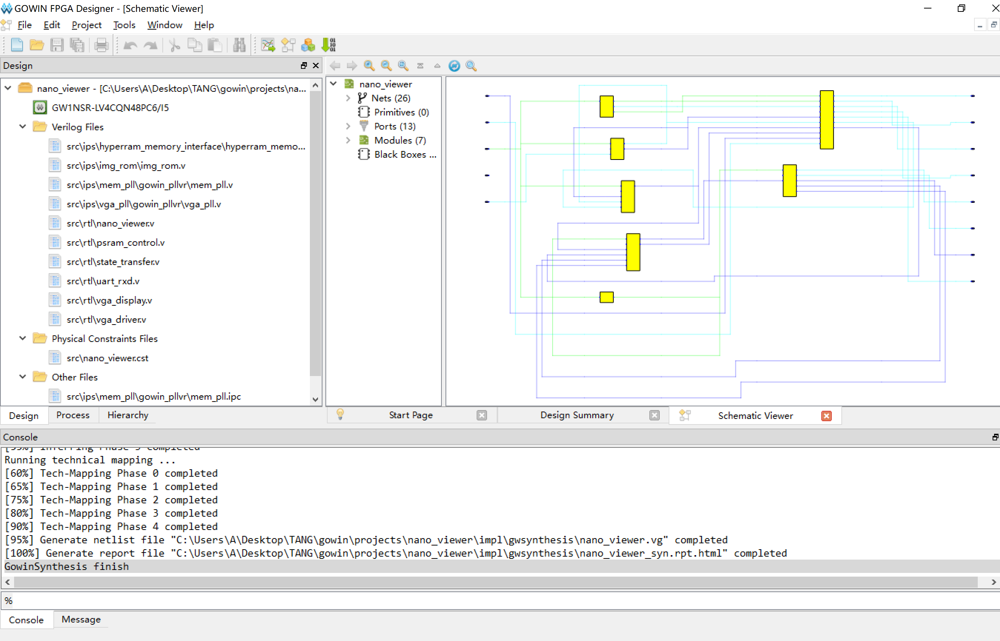 GOWIN FPGA Designer - [Schematic Viewer]
File Edit Project Tools Window Help
Design
nano_viewer - [C:\Users\A\Desktop\TANG\gowin\projects\na...
GW1NSR-LV4CQN48PC6/I5
Verilog Files
src\ips\hyperram_memory_interface\hyperram_memo...
src\ips\img_rom\img_rom.v
src\ips\mem_pll\gowin_pllvr\mem_pll.v
src\ips\vga_pll\gowin_pllvr\vga_pll.v
src\rtl\nano_viewer.v
src\rtl\psram_control.v
src\rtl\state_transfer.v
src\rtl\uart_rxd.v
src\rtl\vga_display.v
src\rtl\vga_driver.v
Physical Constraints Files
src\nano_viewer.cst
Other Files
src\ips\mem_pll\gowin_pllvr\mem_pll.ipc
Design Process Hierarchy
nano_viewer
Nets (26)
Primitives (0)
Ports (13)
Modules (7)
Black Boxes ...
Start Page Design Summary Schematic Viewer
Console
Running technical mapping ...
[60%] Tech-Mapping Phase 0 completed
[65%] Tech-Mapping Phase 1 completed
[75%] Tech-Mapping Phase 2 completed
[80%] Tech-Mapping Phase 3 completed
[90%] Tech-Mapping Phase 4 completed
[95%] Generate netlist file "C:\Users\A\Desktop\TANG\gowin\projects\nano_viewer\impl\gwsynthesis\nano_viewer.vg" completed
[100%] Generate report file "C:\Users\A\Desktop\TANG\gowin\projects\nano_viewer\impl\gwsynthesis\nano_viewer_syn.rpt.html" completed
GowinSynthesis finish
%
Console Message